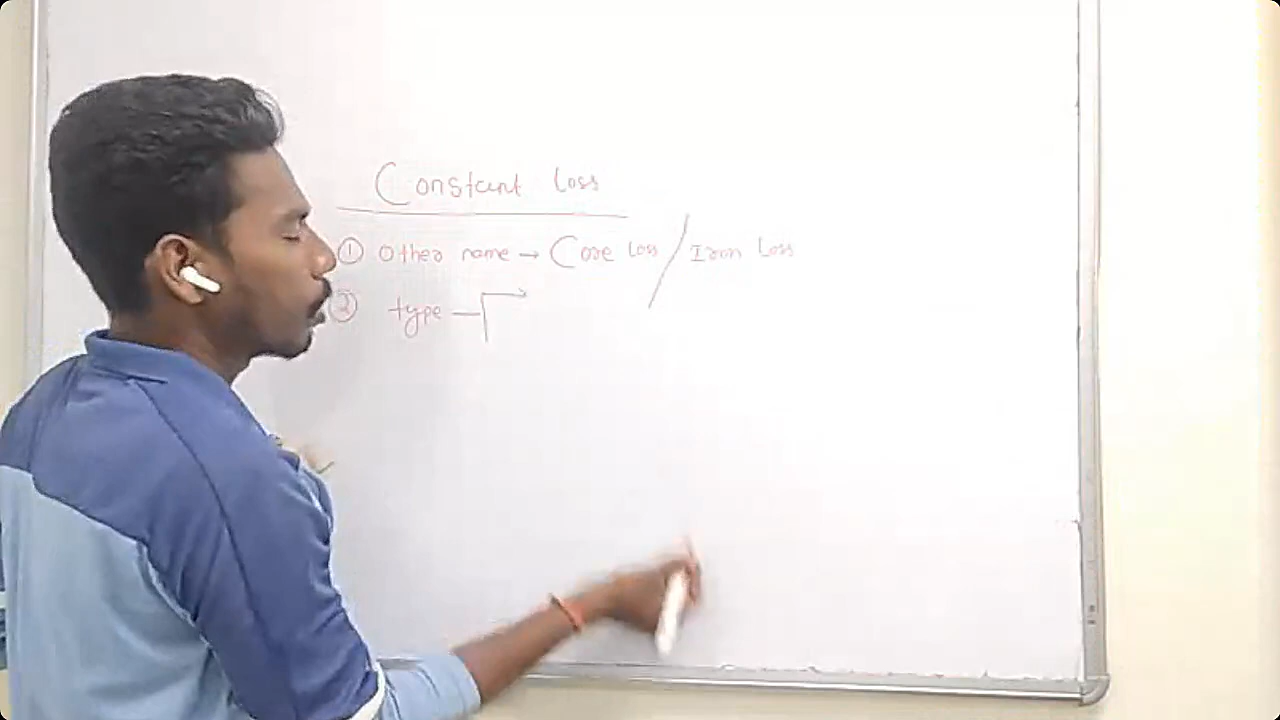 Constant Loss
① Other name → Core Loss / Iron Loss
② type